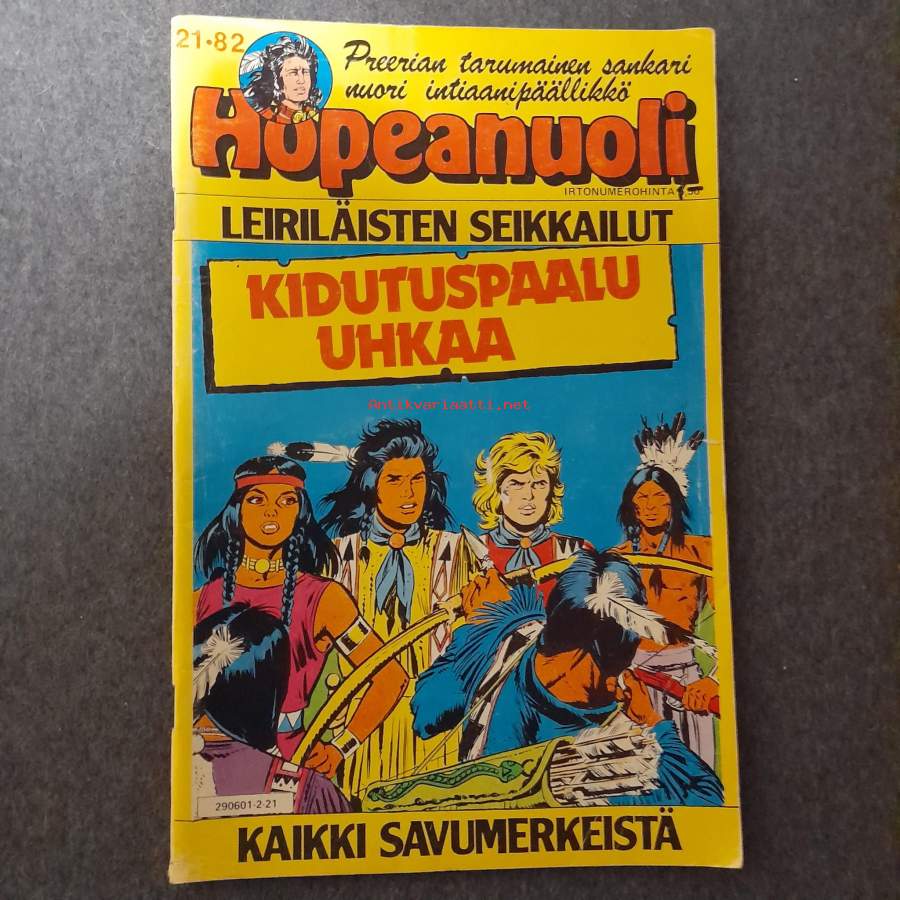 21•82
Preerian tarumainen sankari
nuori intiaanipäällikkö
Hopeanuoli
IRTONUMEROHINTA
LEIRILÄISTEN SEIKKAILUT
KIDUTUSPAALU
UHKAA
Antikvariaatti.net
290601-2-21
KAIKKI SAVUMERKEISTÄ